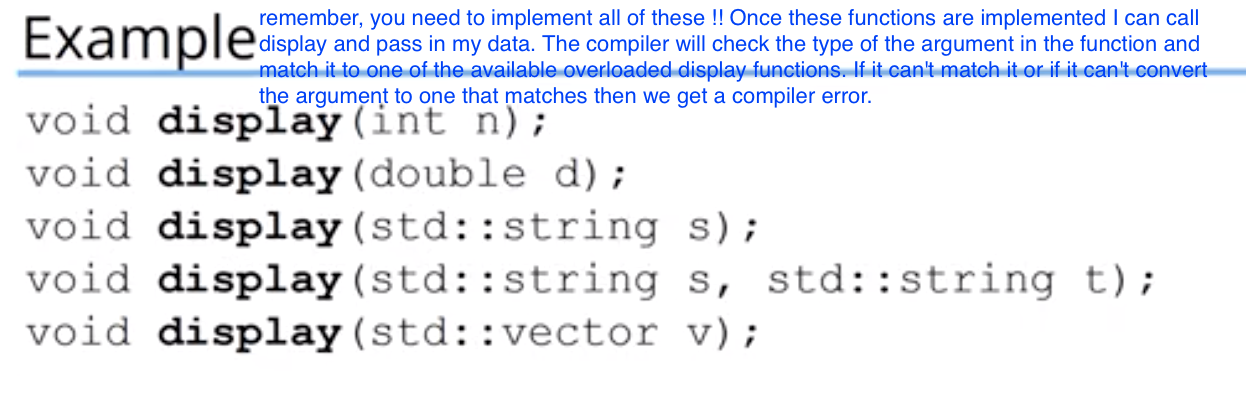 Example
remember, you need to implement all of these !! Once these functions are implemented I can call
display and pass in my data. The compiler will check the type of the argument in the function and
match it to one of the available overloaded display functions. If it can't match it or if it can't convert
the argument to one that matches then we get a compiler error.
void display(int n);
void display(double d);
void display(std::string s);
void display(std::string s, std::string t);
void display(std::vector v);